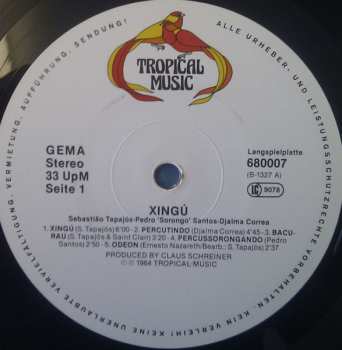 ALLE URHEBER- UND LEISTUNGSSCHUTZRECHTE VORBEHALTEN. KEIN VERLEIH! KEINE UNERLAUBTE VERVIELFÄLTIGUNG, VERMIETUNG, AUFFÜHRUNG, SENDUNG!
TROPICAL
MUSIC
GEMA
Stereo
33 UpM
Seite 1
Langspielplatte
680007
(B-1327 A)
LC 9078
XINGÚ
Sebastião Tapajós-Pedro 'Sorongo' Santos-Djalma Correa
1. XINGÚ (S. Tapajós) 6'00 - 2. PERCUTINDO (Djalma Correa) 4'45 - 3. BACU-
RAU (S. Tapajós & Saint Clair) 3'20 - 4. PERCUSSORONGANDO (Pedro
Santos) 2'50 - 5. ODEON (Ernesto Nazareth/Bearb.: S. Tapajós) 2'37
PRODUCED BY CLAUS SCHREINER
Ⓟ © 1984 TROPICAL-MUSIC